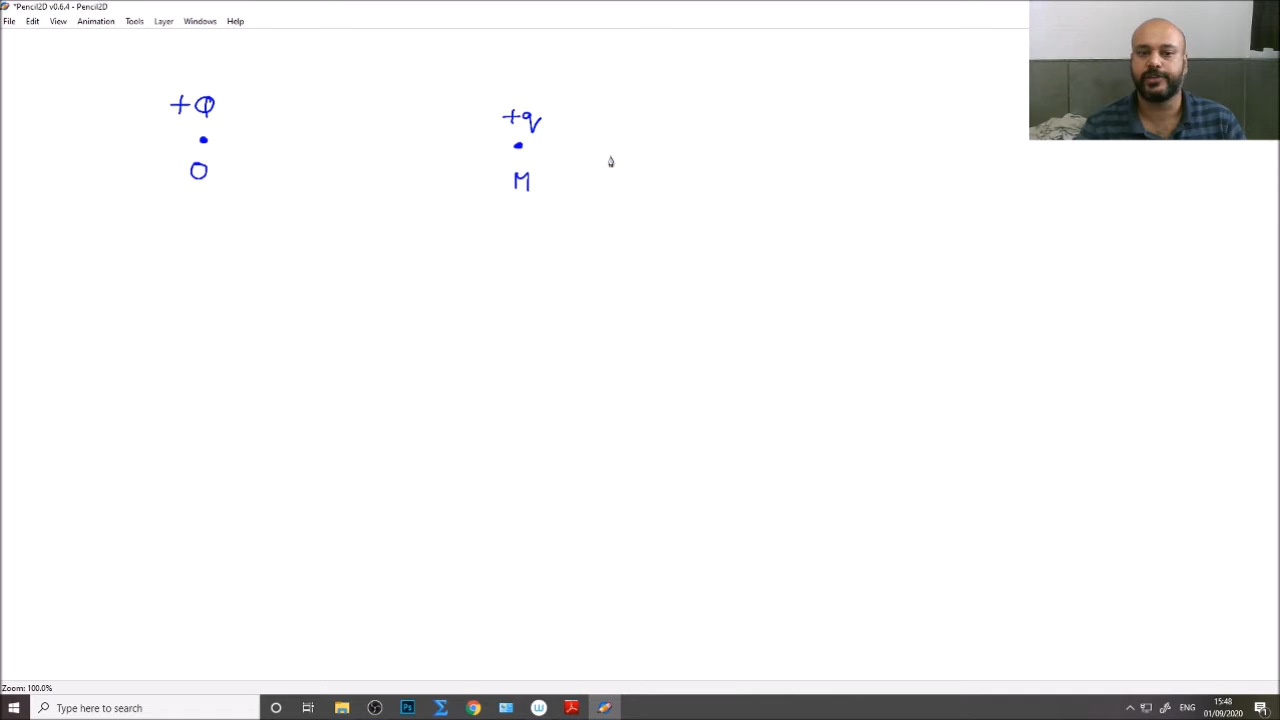 *Pencil2D v0.6.4 - Pencil2D
File Edit View Animation Tools Layer Windows Help
+Q +q
O M
Zoom: 100.0%
Type here to search
Ps
ENG
15:48
01/09/2020